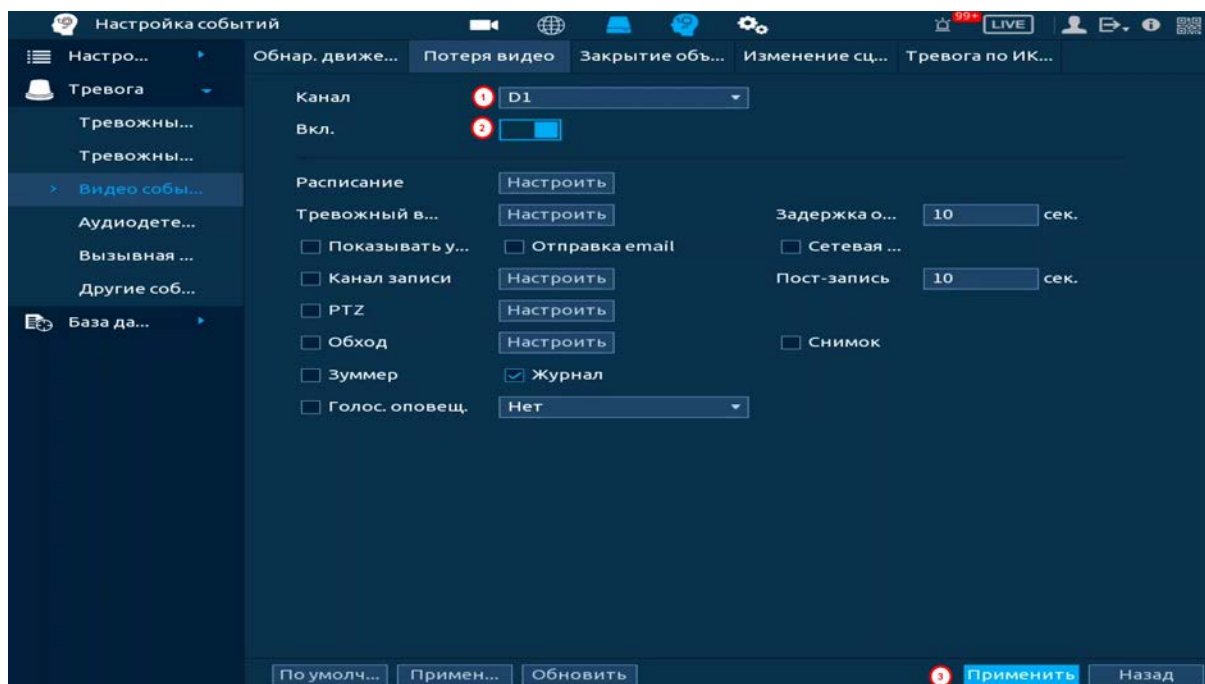 Настройка событий
99+
LIVE
Настро...
Тревога
Тревожны...
Тревожны...
Видео собы...
Аудиодете...
Вызывная ...
Другие соб...
База да...
Обнар. движе...
Потеря видео
Закрытие объ...
Изменение сц...
Тревога по ИК...
Канал 1 D1
Вкл. 2
Расписание Настроить
Тревожный в... Настроить Задержка о... 10 сек.
Показывать у... Отправка email Сетевая ...
Канал записи Настроить Пост-запись 10 сек.
PTZ Настроить
Обход Настроить Снимок
Зуммер Журнал
Голос. оповещ. Нет
По умолч... Примен... Обновить 3 Применить Назад